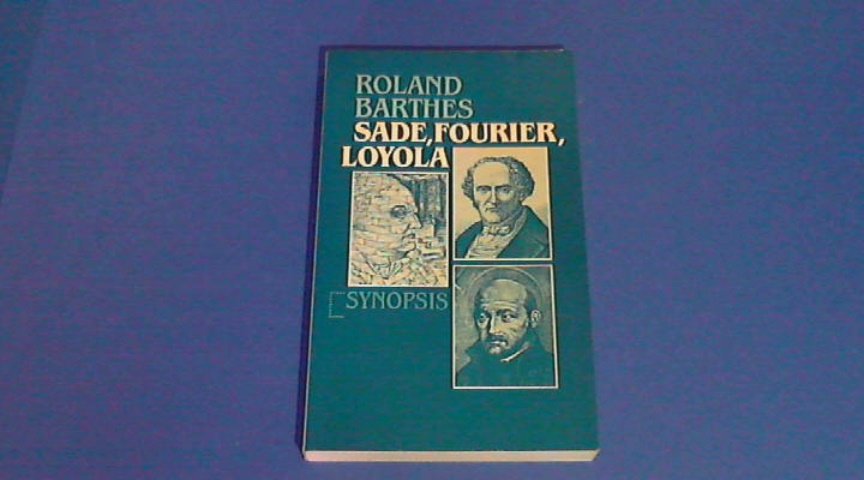 ROLAND
BARTHES
SADE, FOURIER,
LOYOLA
SYNOPSIS